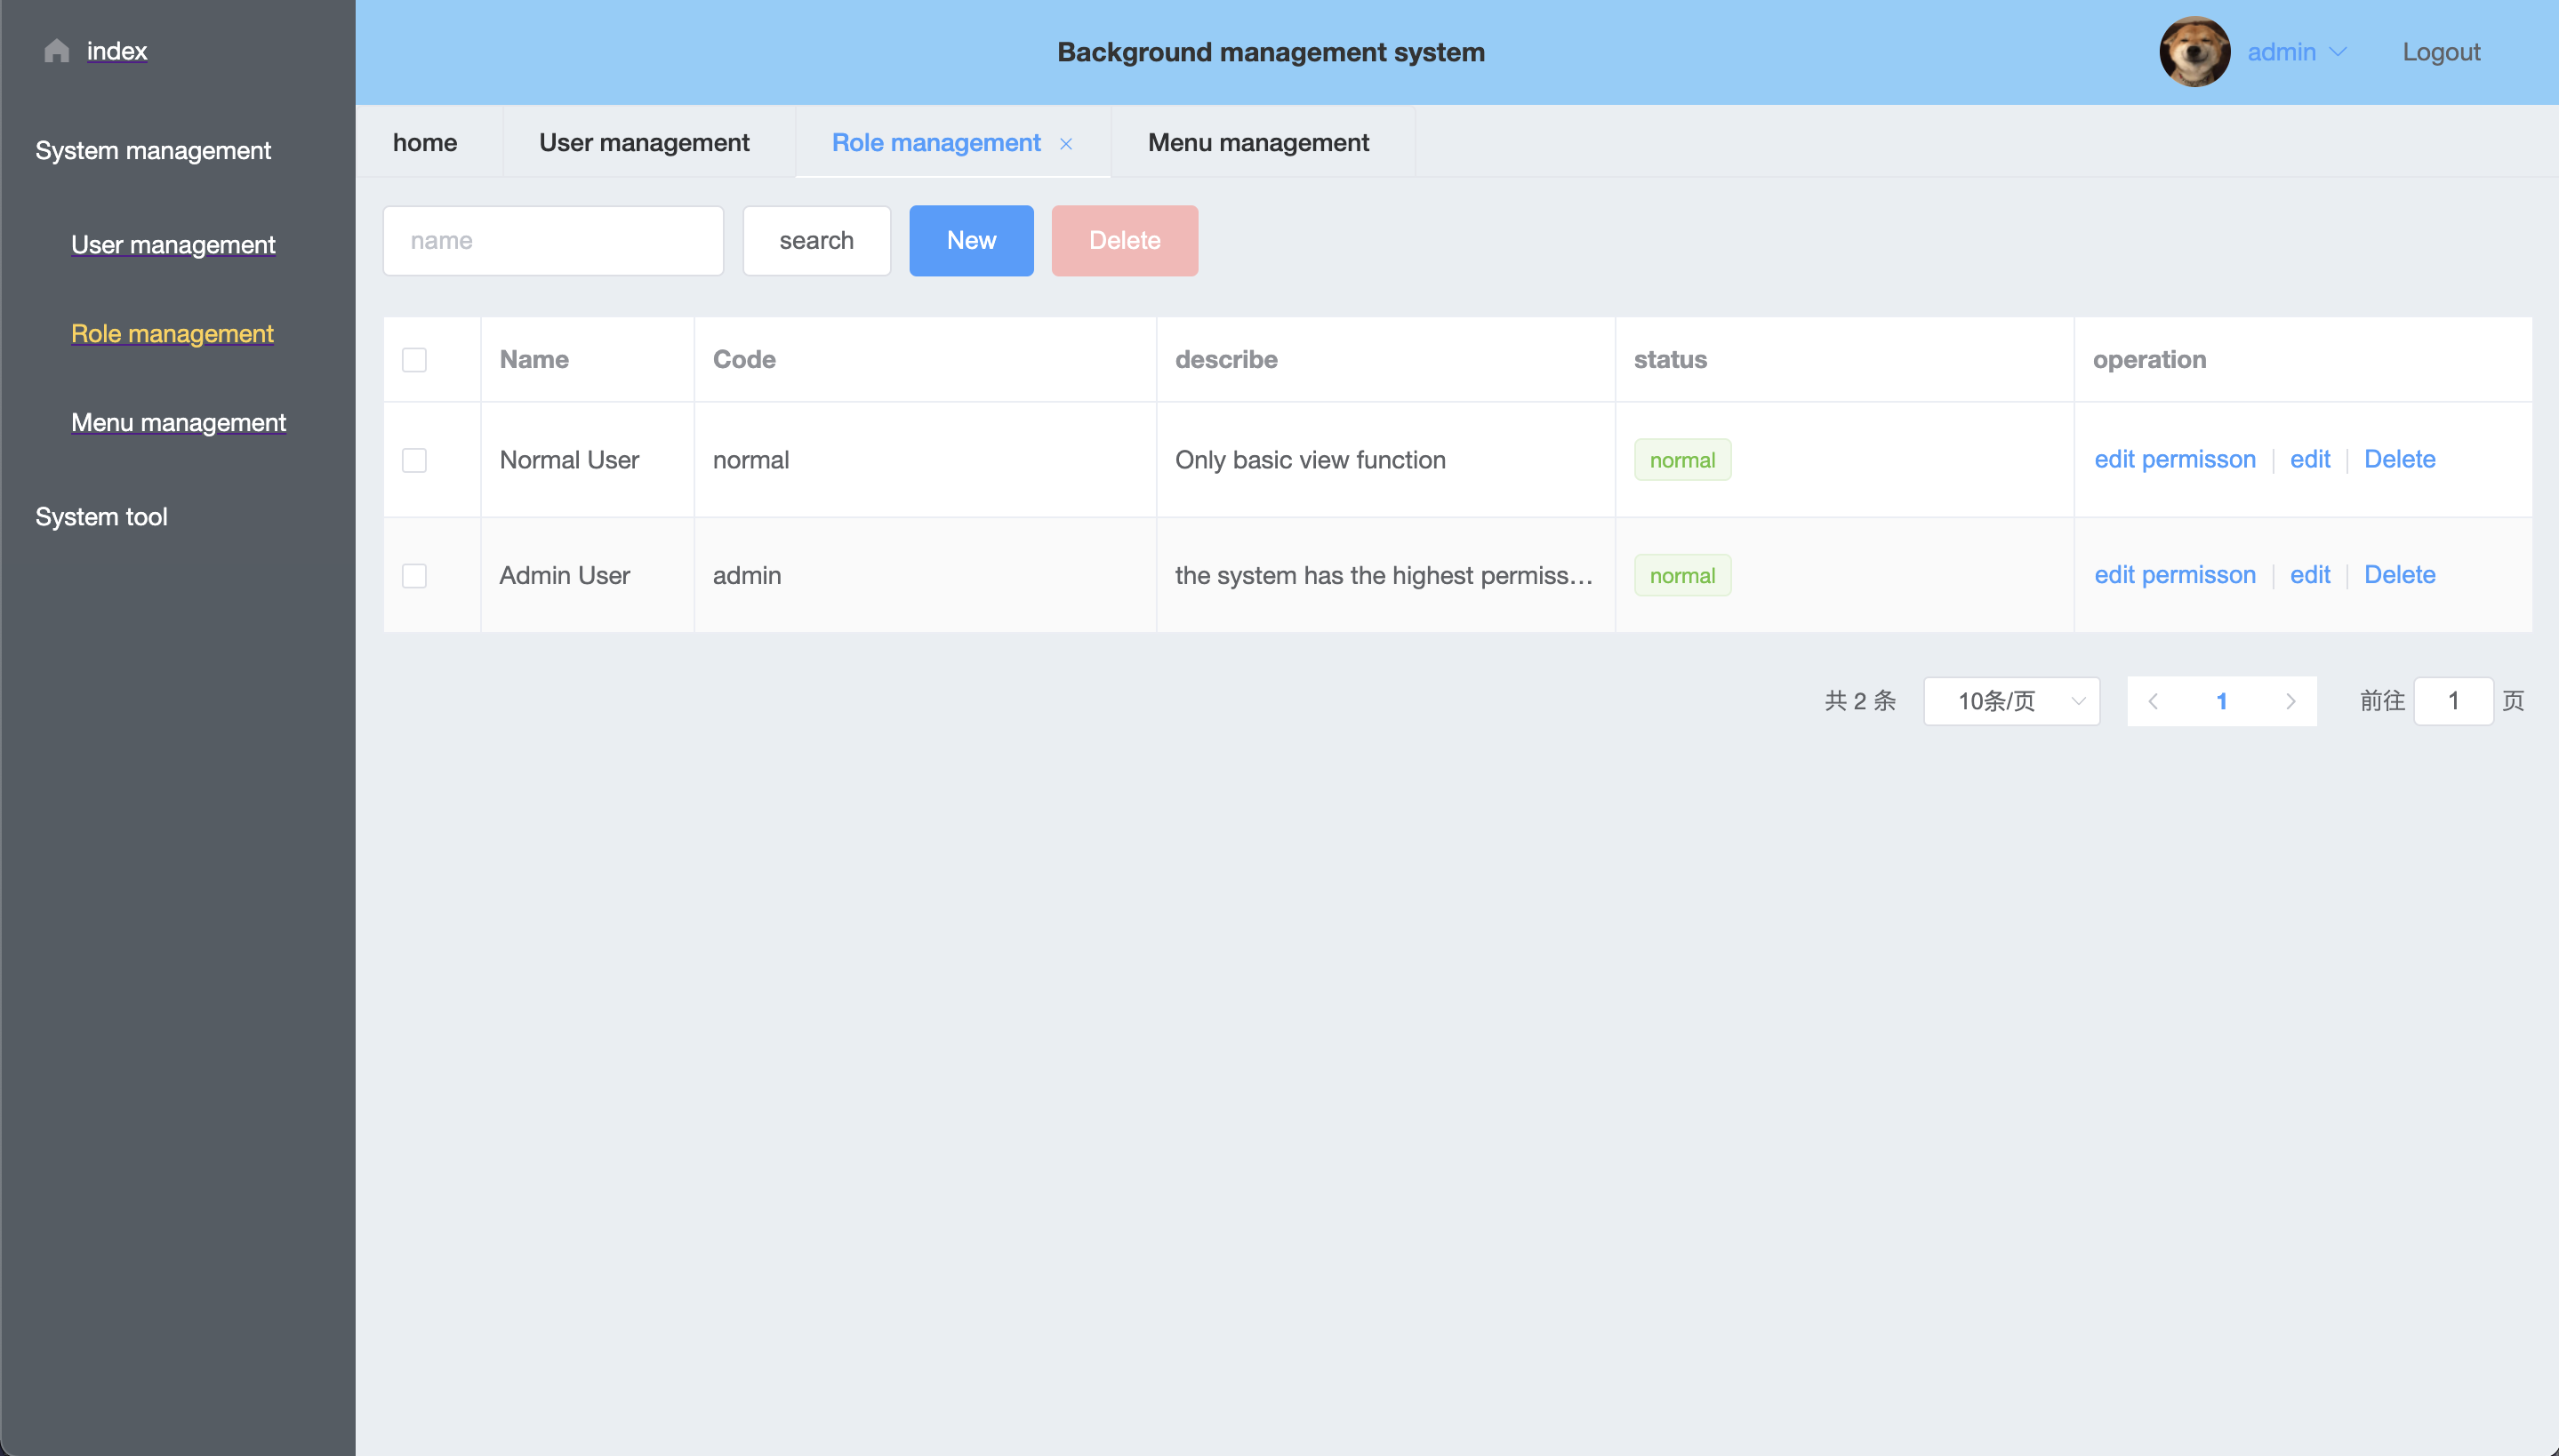 index
System management
User management
Role management
Menu management
System tool
Background management system
admin
Logout
home
User management
Role management
Menu management
name
search
New
Delete
Name Code describe status operation
Normal User normal Only basic view function normal edit permisson edit Delete
Admin User admin the system has the highest permiss... normal edit permisson edit Delete
共 2 条 10条/页 1 前往 1 页